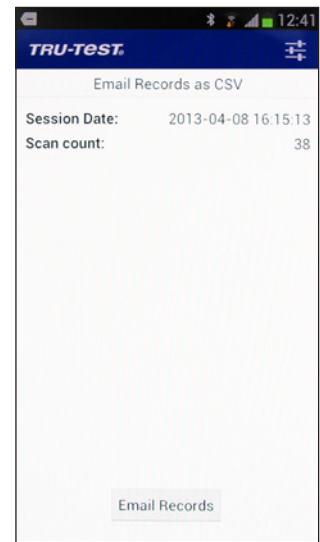 12:41
TRU-TEST®
Email Records as CSV
Session Date: 2013-04-08 16:15:13
Scan count: 38
Email Records